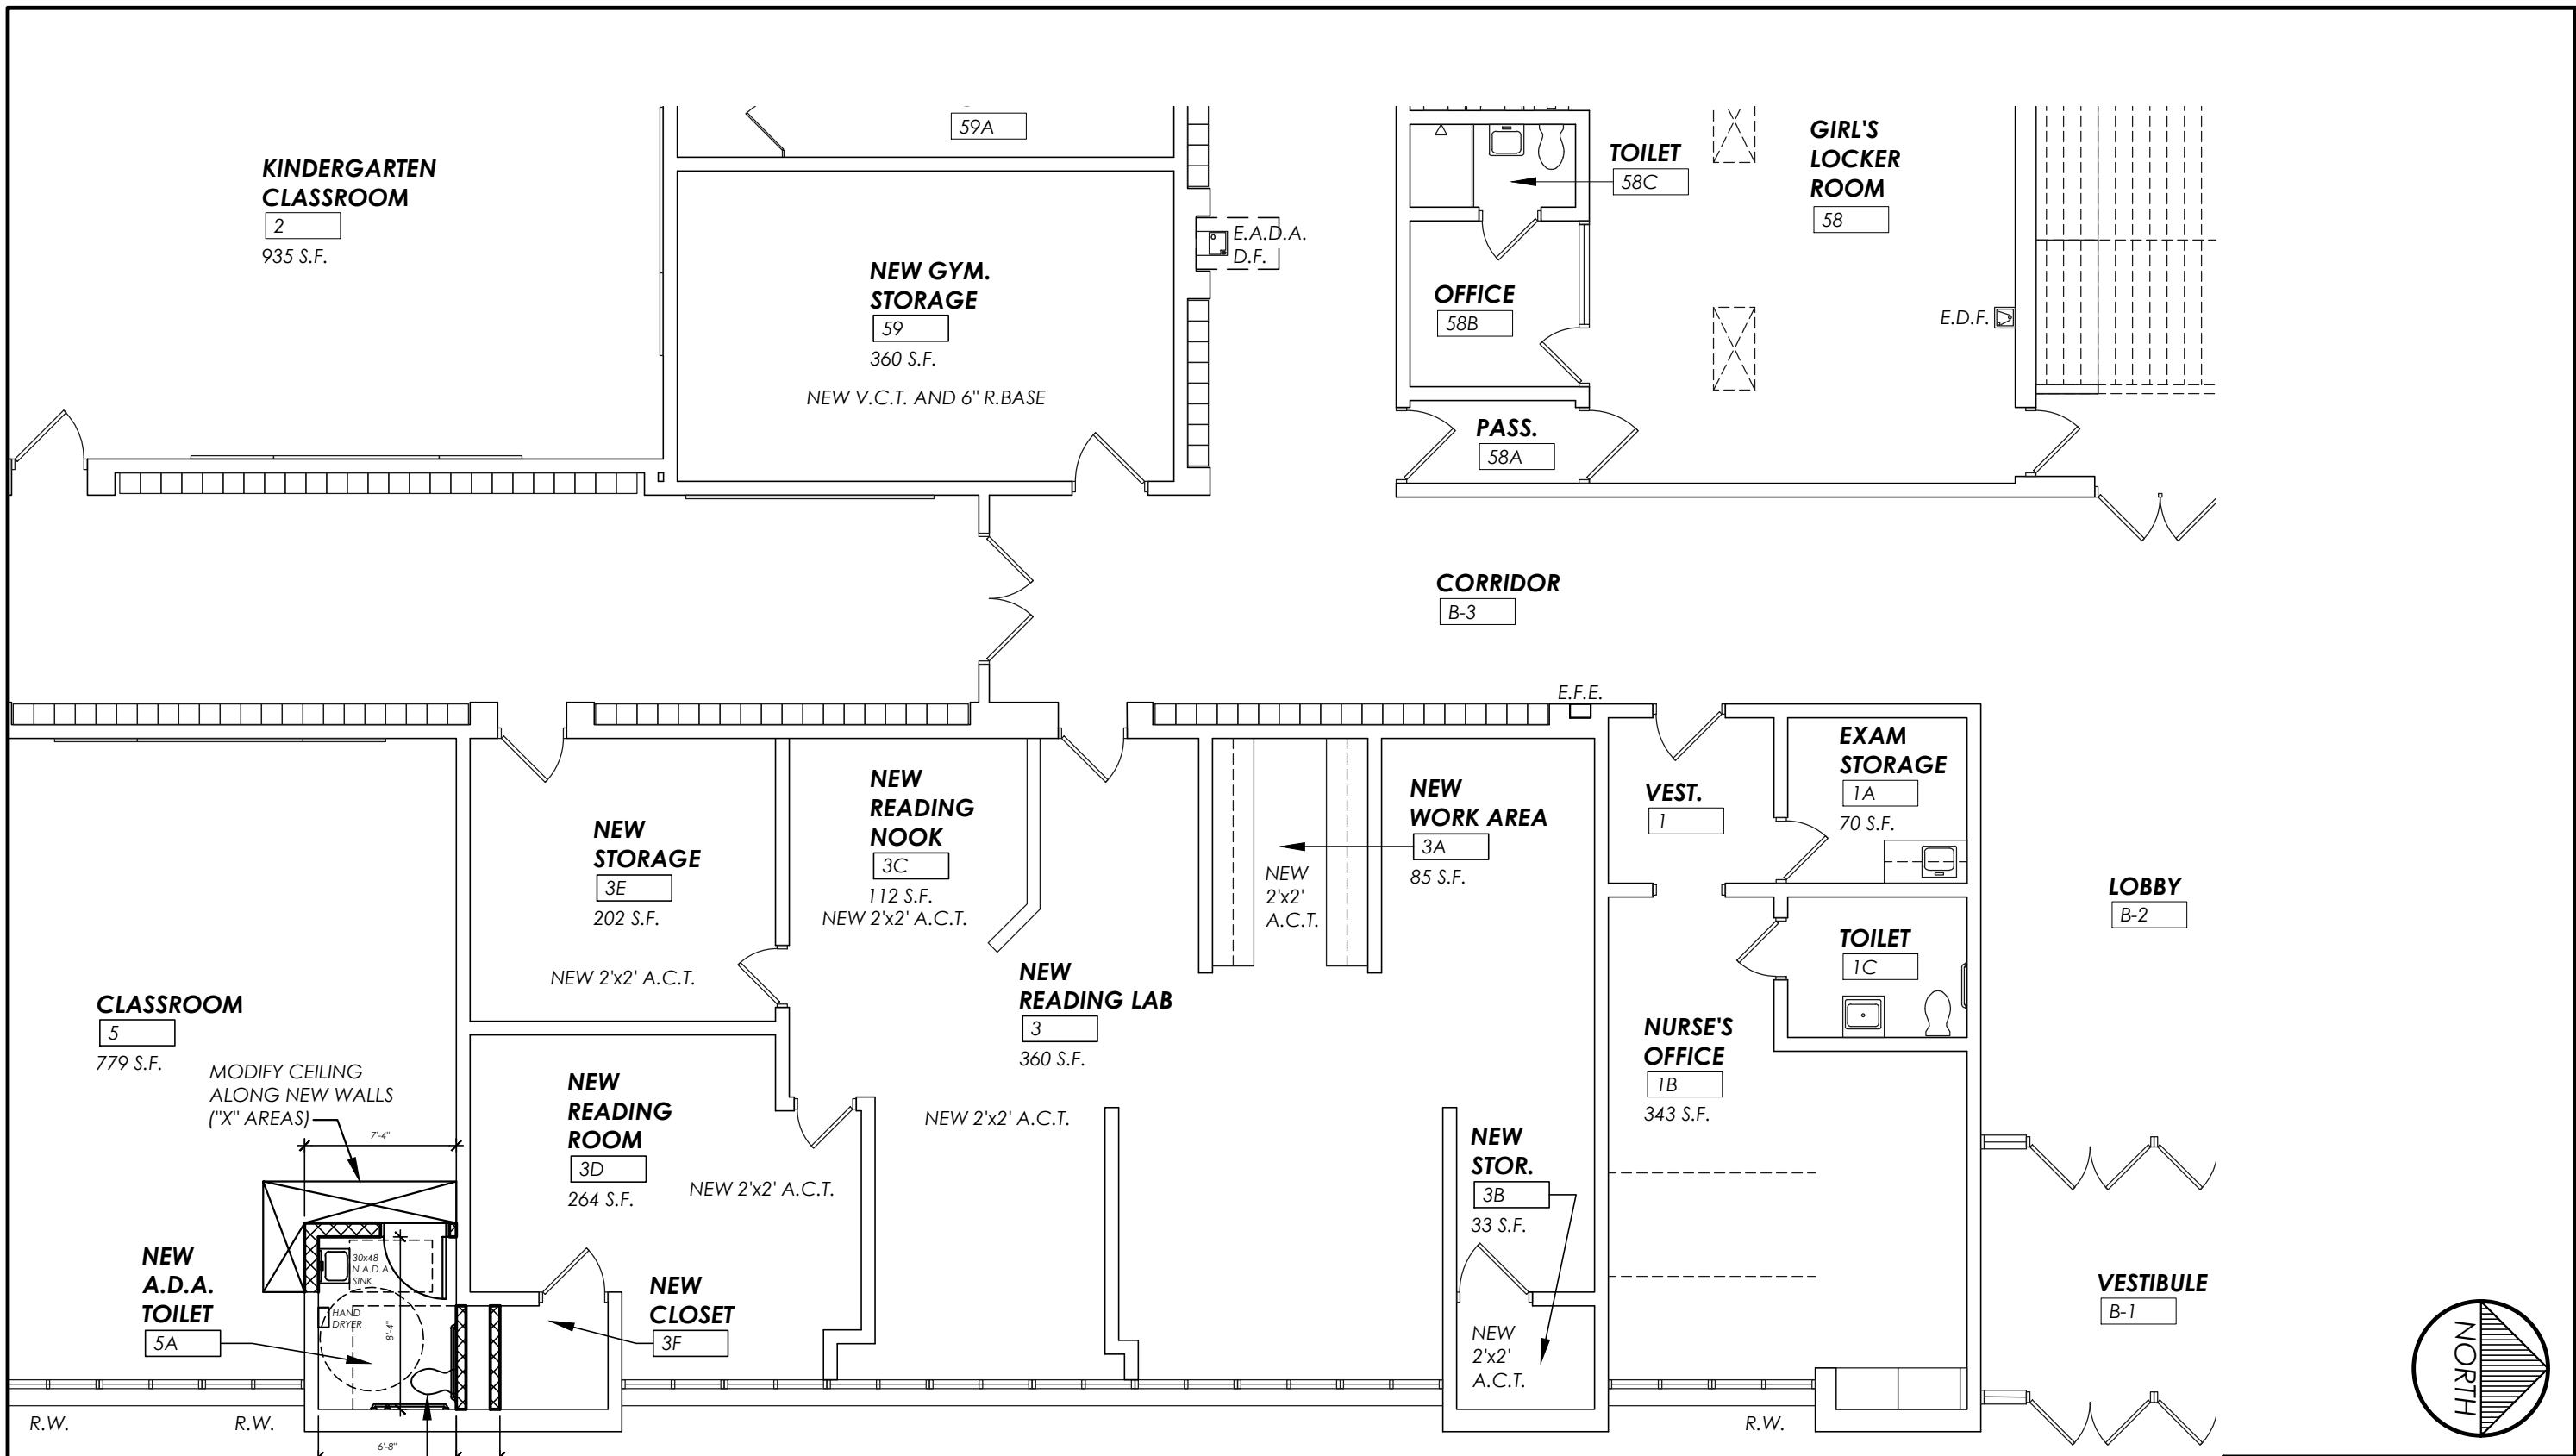 KINDERGARTEN
CLASSROOM
2
935 S.F.
59A
NEW GYM.
STORAGE
59
360 S.F.
NEW V.C.T. AND 6" R.BASE
E.A.D.A.
D.F.
TOILET
58C
GIRL'S
LOCKER
ROOM
58
OFFICE
58B
E.D.F.
PASS.
58A
CORRIDOR
B-3
E.F.E.
CLASSROOM
5
779 S.F.
MODIFY CEILING
ALONG NEW WALLS
("X" AREAS)
7'-4"
NEW
STORAGE
3E
202 S.F.
NEW 2'x2' A.C.T.
NEW
READING
NOOK
3C
112 S.F.
NEW 2'x2' A.C.T.
NEW
READING LAB
3
360 S.F.
NEW 2'x2' A.C.T.
NEW
2'x2'
A.C.T.
NEW
WORK AREA
3A
85 S.F.
VEST.
1
EXAM
STORAGE
1A
70 S.F.
TOILET
1C
LOBBY
B-2
NURSE'S
OFFICE
1B
343 S.F.
NEW
READING
ROOM
3D
264 S.F.
NEW 2'x2' A.C.T.
NEW
STOR.
3B
33 S.F.
NEW
2'x2'
A.C.T.
NEW
A.D.A.
TOILET
5A
30x48
N.A.D.A.
SINK
HAND
DRYER
8'-4"
NEW
CLOSET
3F
VESTIBULE
B-1
R.W.
R.W.
6'-8"
R.W.
NORTH